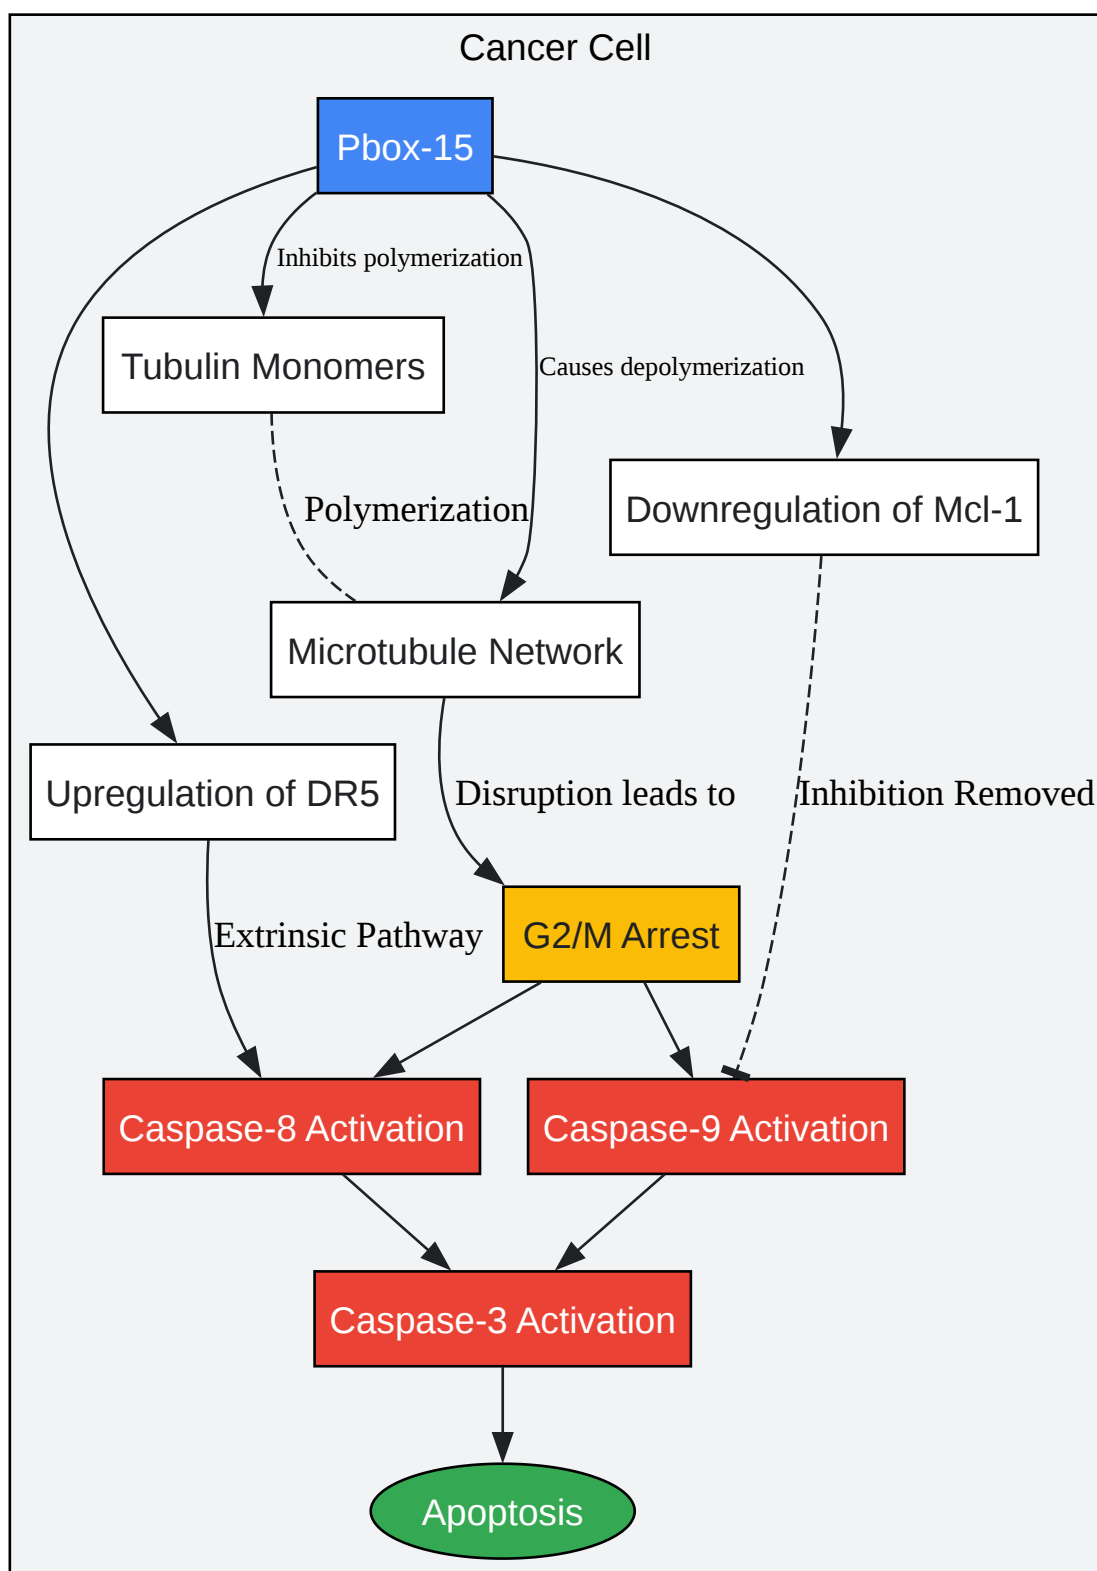 Cancer Cell
Pbox-15
Inhibits polymerization
Tubulin Monomers
Causes depolymerization
Polymerization
Downregulation of Mcl-1
Microtubule Network
Upregulation of DR5
Disruption leads to
Inhibition Removed
Extrinsic Pathway
G2/M Arrest
Caspase-8 Activation
Caspase-9 Activation
Caspase-3 Activation
Apoptosis